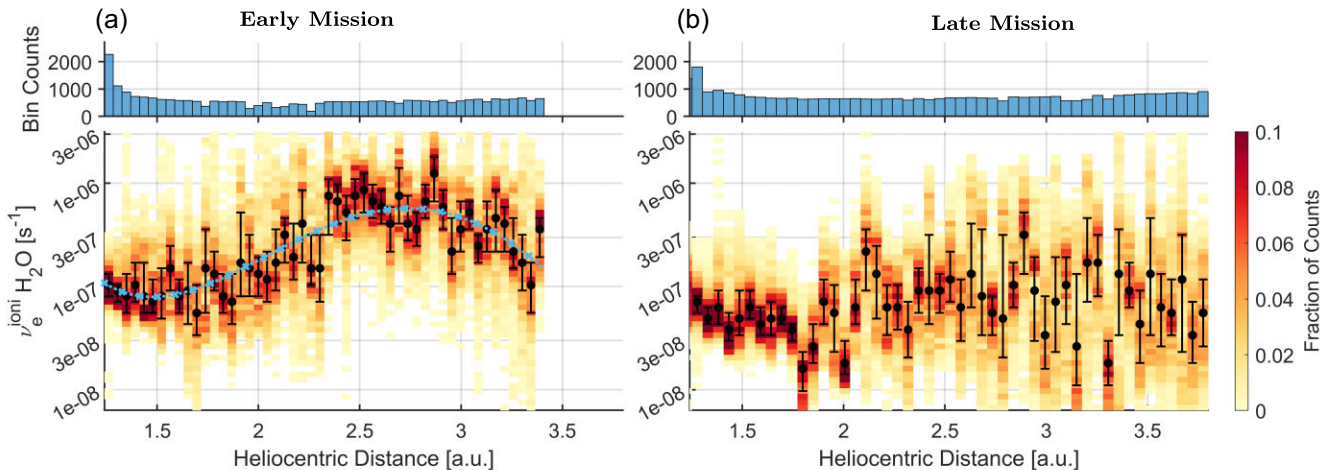 (a) Early Mission
(b) Late Mission
Bin Counts
2000
1000
0
2000
1000
0
ν_e^ioni H₂O [s⁻¹]
3e-06
1e-06
3e-07
1e-07
3e-08
1e-08
3e-06
1e-06
3e-07
1e-07
3e-08
1e-08
1.5 2 2.5 3 3.5
1.5 2 2.5 3 3.5
Heliocentric Distance [a.u.]
Heliocentric Distance [a.u.]
0.1
0.08
0.06
0.04
0.02
0
Fraction of Counts